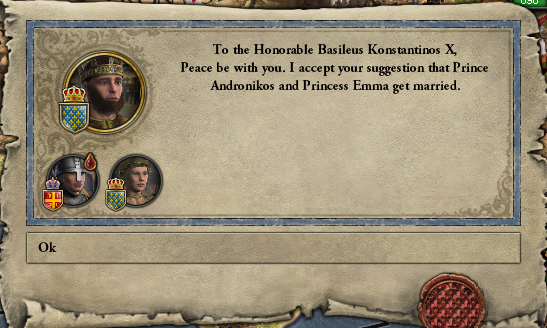 To the Honorable Basileus Konstantinos X,
Peace be with you. I accept your suggestion that Prince
Andronikos and Princess Emma get married.
Ok